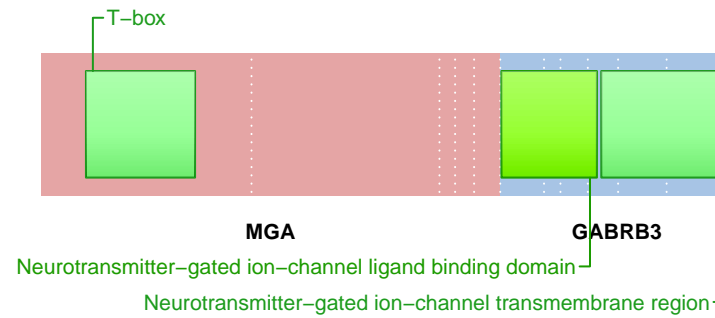 T−box
MGA
GABRB3
Neurotransmitter−gated ion−channel ligand binding domain
Neurotransmitter−gated ion−channel transmembrane region